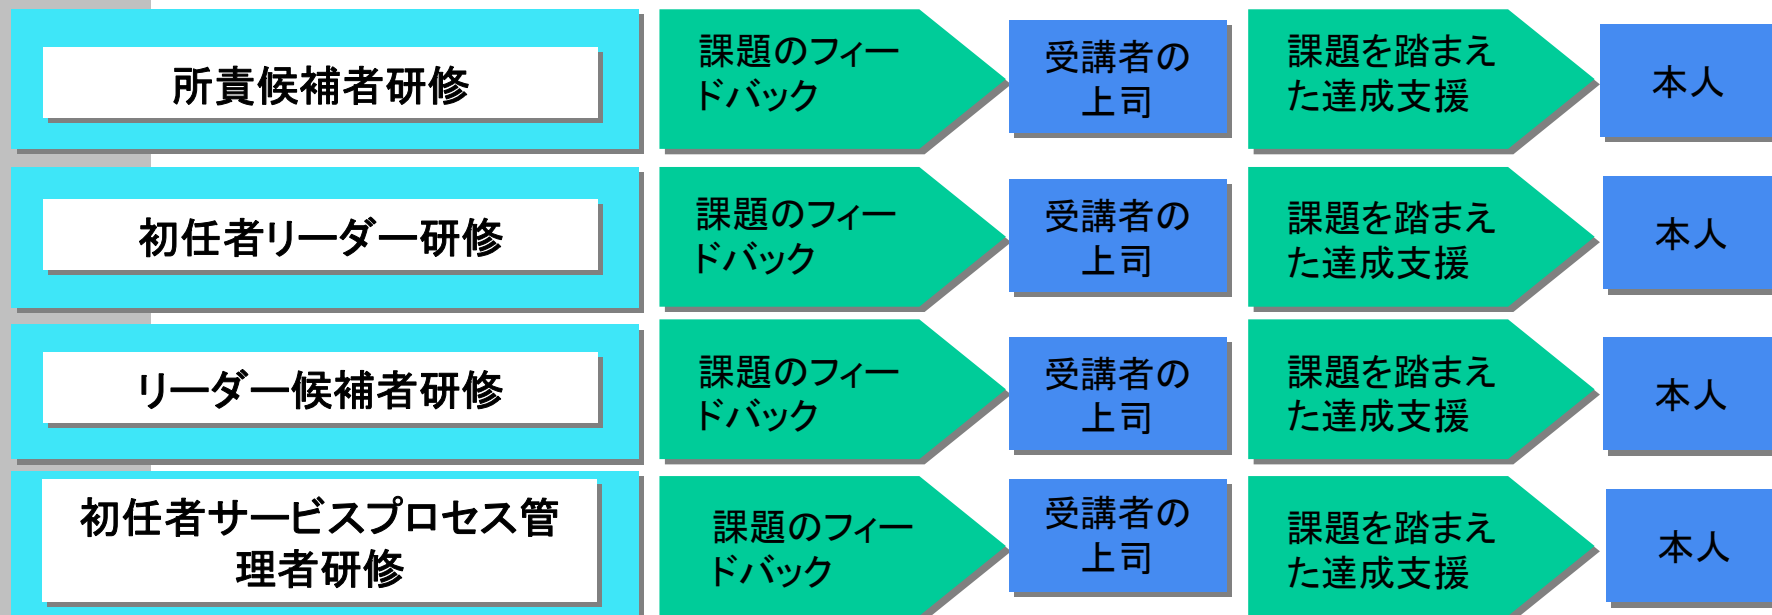 所責候補者研修
課題のフィー
ドバック
受講者の
上司
課題を踏まえ
た達成支援
本人
初任者リーダー研修
課題のフィー
ドバック
受講者の
上司
課題を踏まえ
た達成支援
本人
リーダー候補者研修
課題のフィー
ドバック
受講者の
上司
課題を踏まえ
た達成支援
本人
初任者サービスプロセス管
理者研修
課題のフィー
ドバック
受講者の
上司
課題を踏まえ
た達成支援
本人